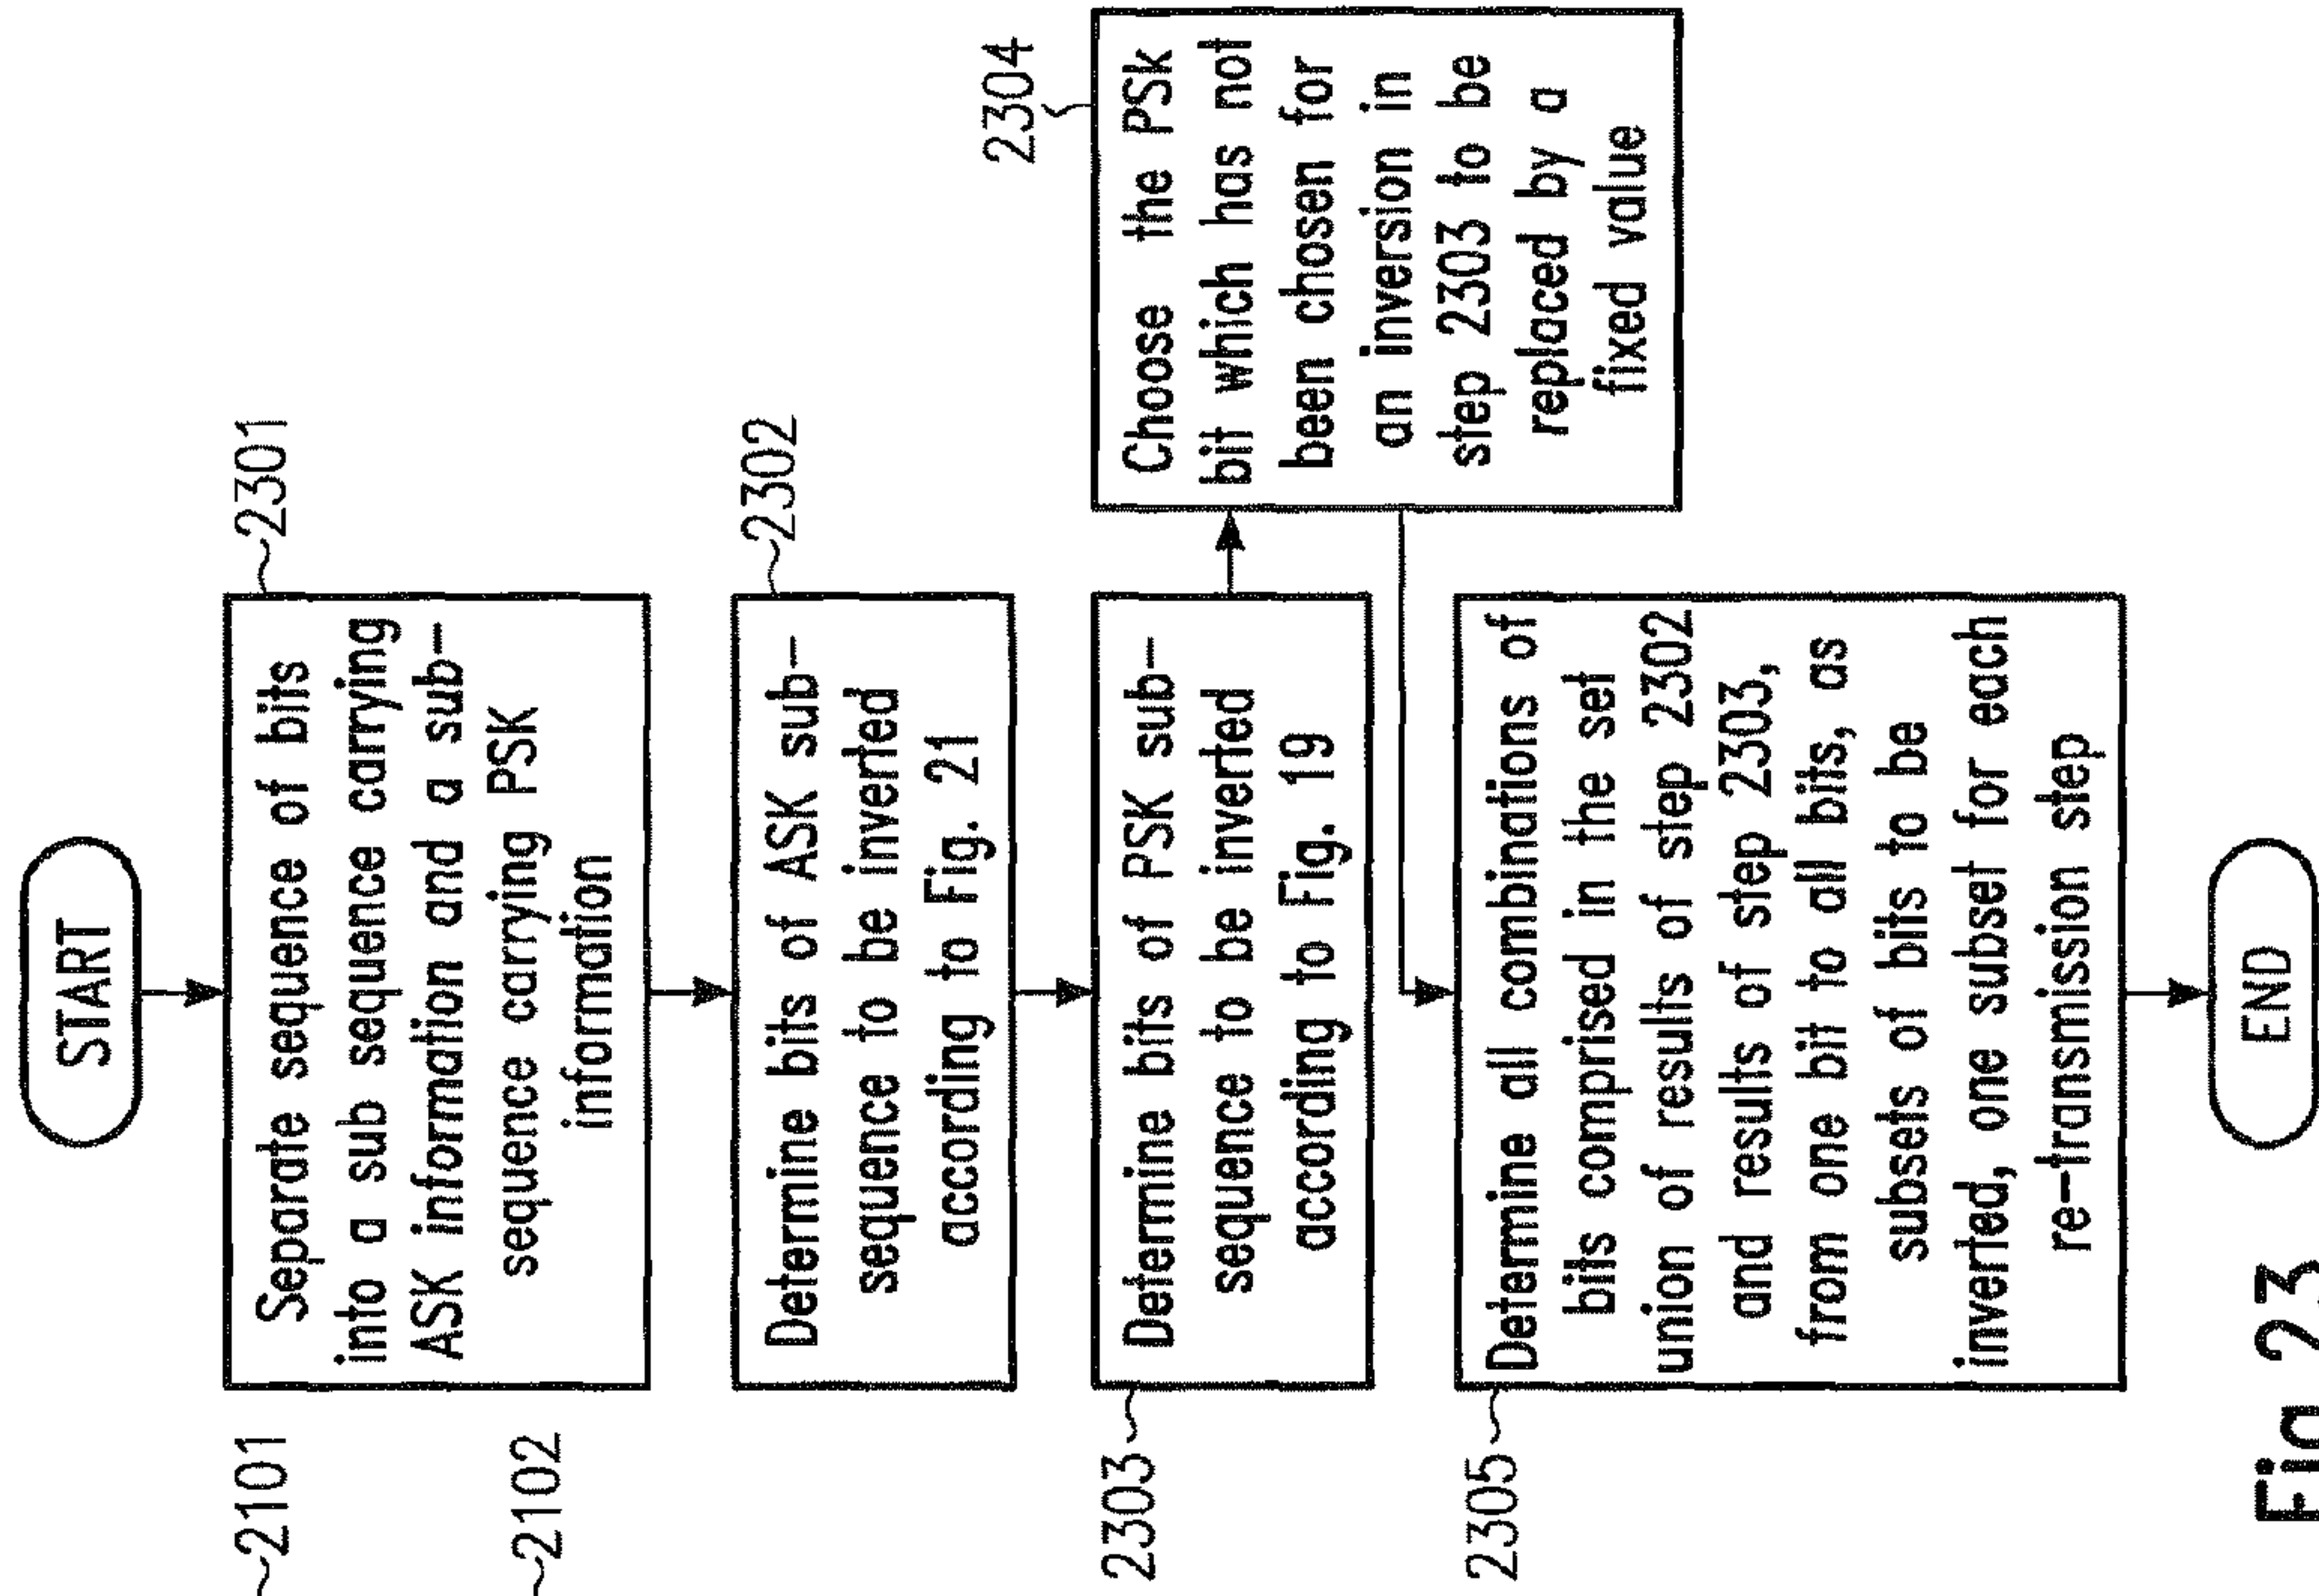 START
2101
2301
Separate sequence of bits
into a sub sequence carrying
ASK information and a sub-
sequence carrying PSK
information
2102
2302
Determine bits of ASK sub-
sequence to be inverted
according to Fig. 21
2303
Determine bits of PSK sub-
sequence to be inverted
according to Fig. 19
2304
Choose the PSk
bit which has not
been chosen for
an inversion in
step 2303 to be
replaced by a
fixed value
2305
Determine all combinations of
bits comprised in the set
union of results of step 2302
and results of step 2303,
from one bit to all bits, as
subsets of bits to be
inverted, one subset for each
re-transmission step
END
Fig 23